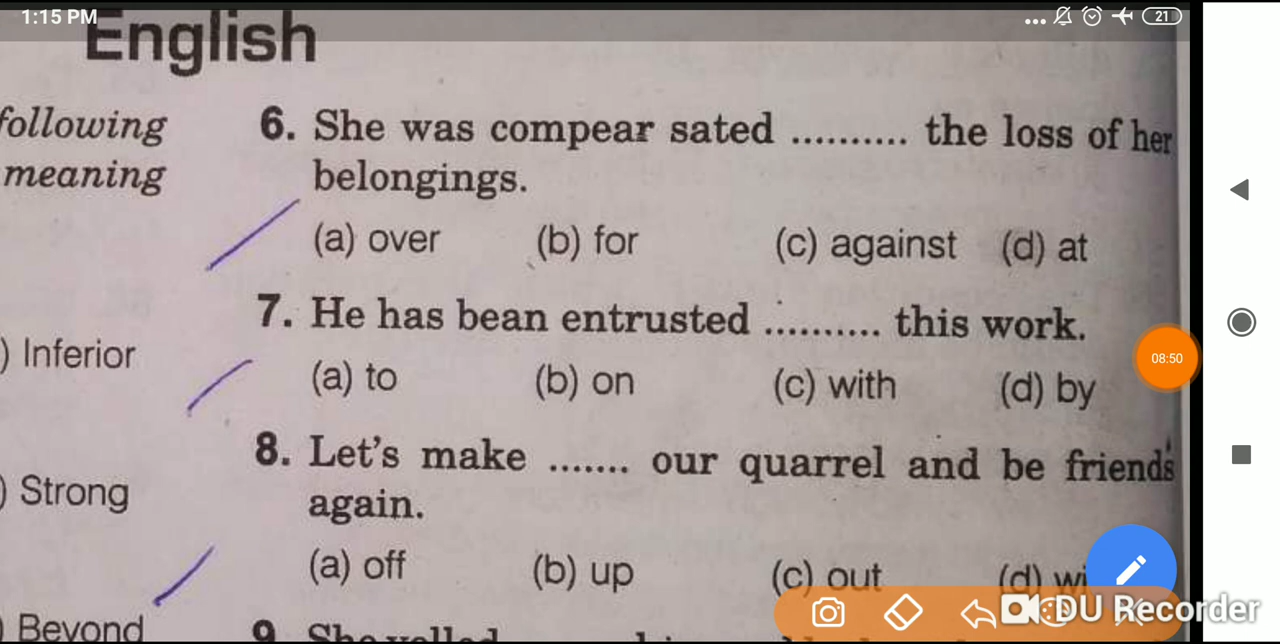 1:15 PM
21
English
following
meaning
6. She was compear sated .......... the loss of her
belongings.
(a) over (b) for (c) against (d) at
7. He has bean entrusted .......... this work.
(a) to (b) on (c) with (d) by
) Inferior
8. Let's make ....... our quarrel and be friends
again.
(a) off (b) up (c) out (d)
) Strong
) Beyond
9 She
08:50
DU Recorder